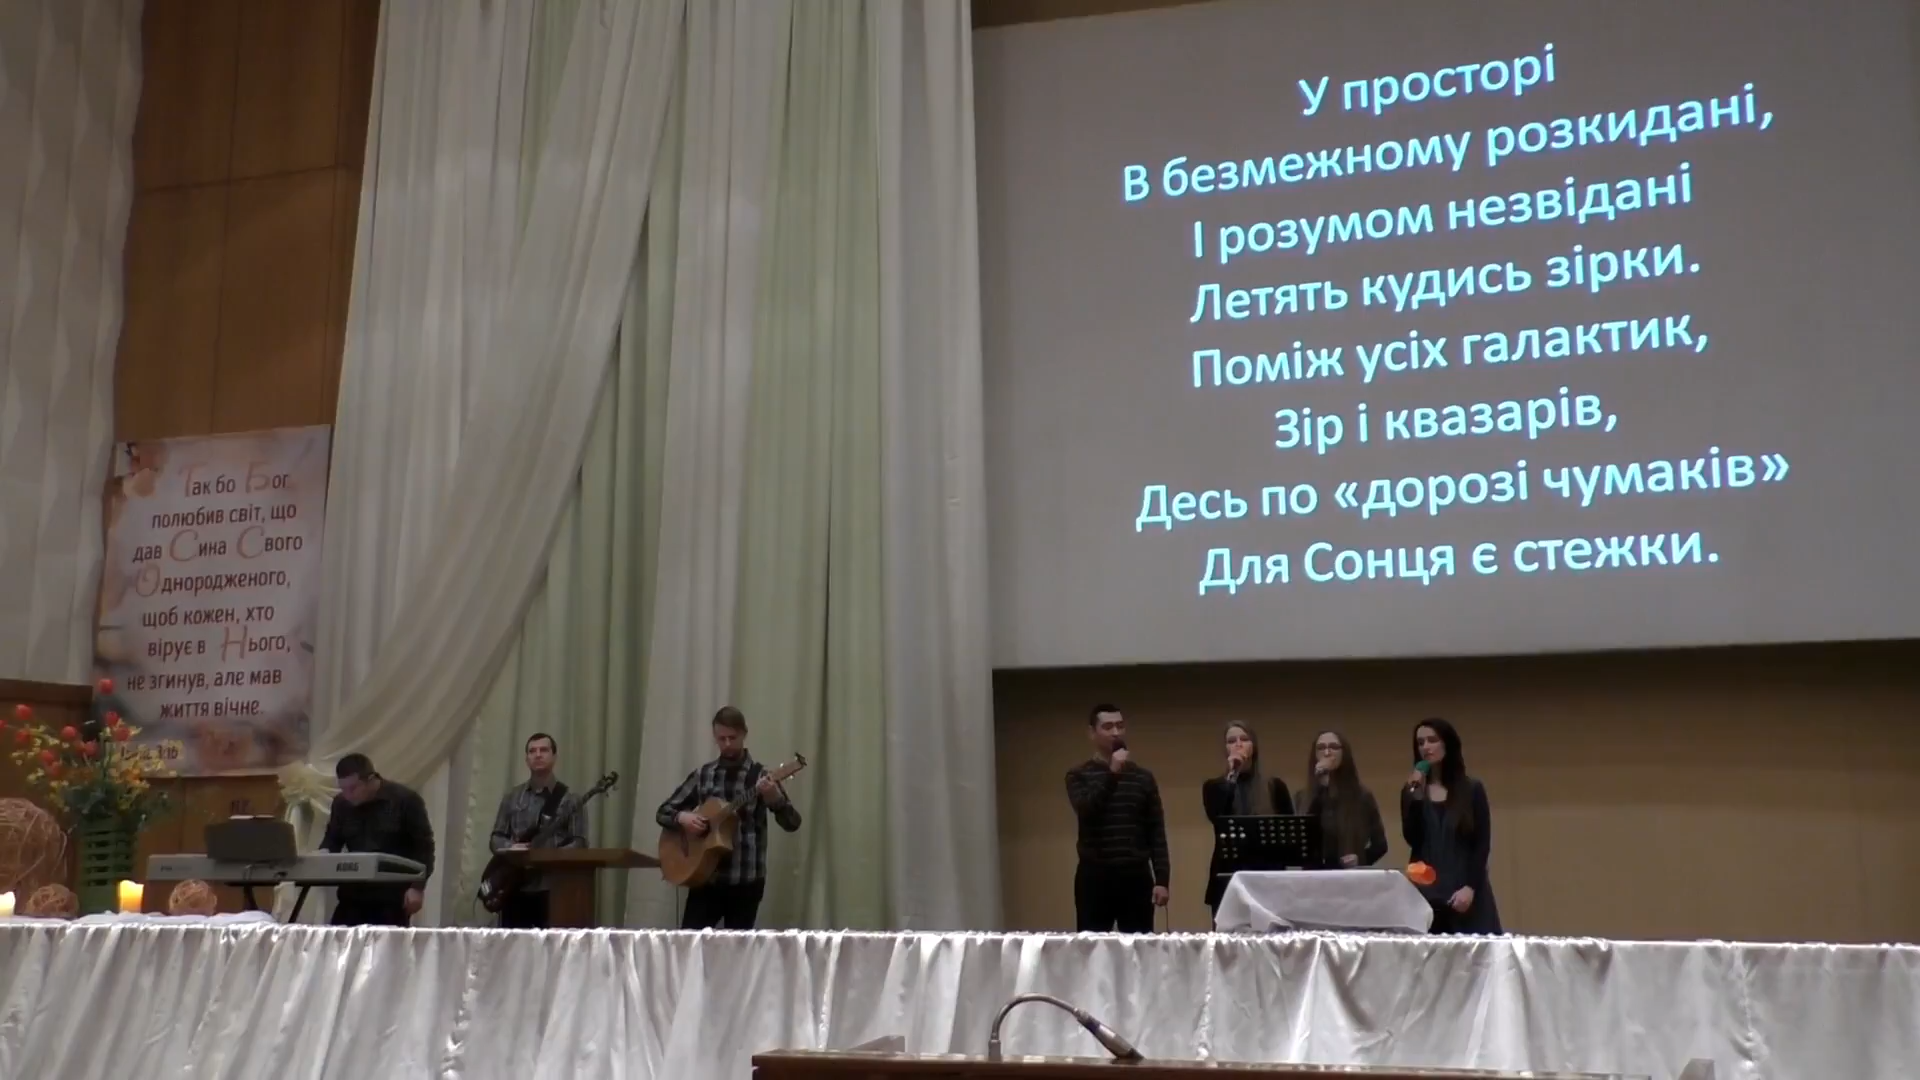 У просторі
В безмежному розкидані,
І розумом незвідані
Летять кудись зірки.
Поміж усіх галактик,
Зір і квазарів,
Десь по «дорозі чумаків»
Для Сонця є стежки.
Так бо Бог
полюбив світ, що
дав Сина Свого
Однородженого,
щоб кожен, хто
вірує в Нього,
не згинув, але мав
життя вічне.
KORG